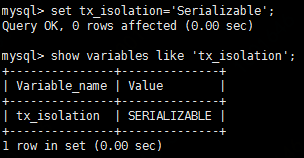 mysql> set tx_isolation='Serializable';
Query OK, 0 rows affected (0.00 sec)
mysql> show variables like 'tx_isolation';
+---------------+--------------+
| Variable_name | Value        |
+---------------+--------------+
| tx_isolation  | SERIALIZABLE |
+---------------+--------------+
1 row in set (0.00 sec)